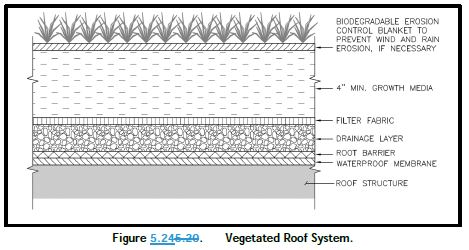 BIODEGRADABLE EROSION
CONTROL BLANKET TO
PREVENT WIND AND RAIN
EROSION, IF NECESSARY
4" MIN. GROWTH MEDIA
FILTER FABRIC
DRAINAGE LAYER
ROOT BARRIER
WATERPROOF MEMBRANE
ROOF STRUCTURE
Figure 5.245.20. Vegetated Roof System.